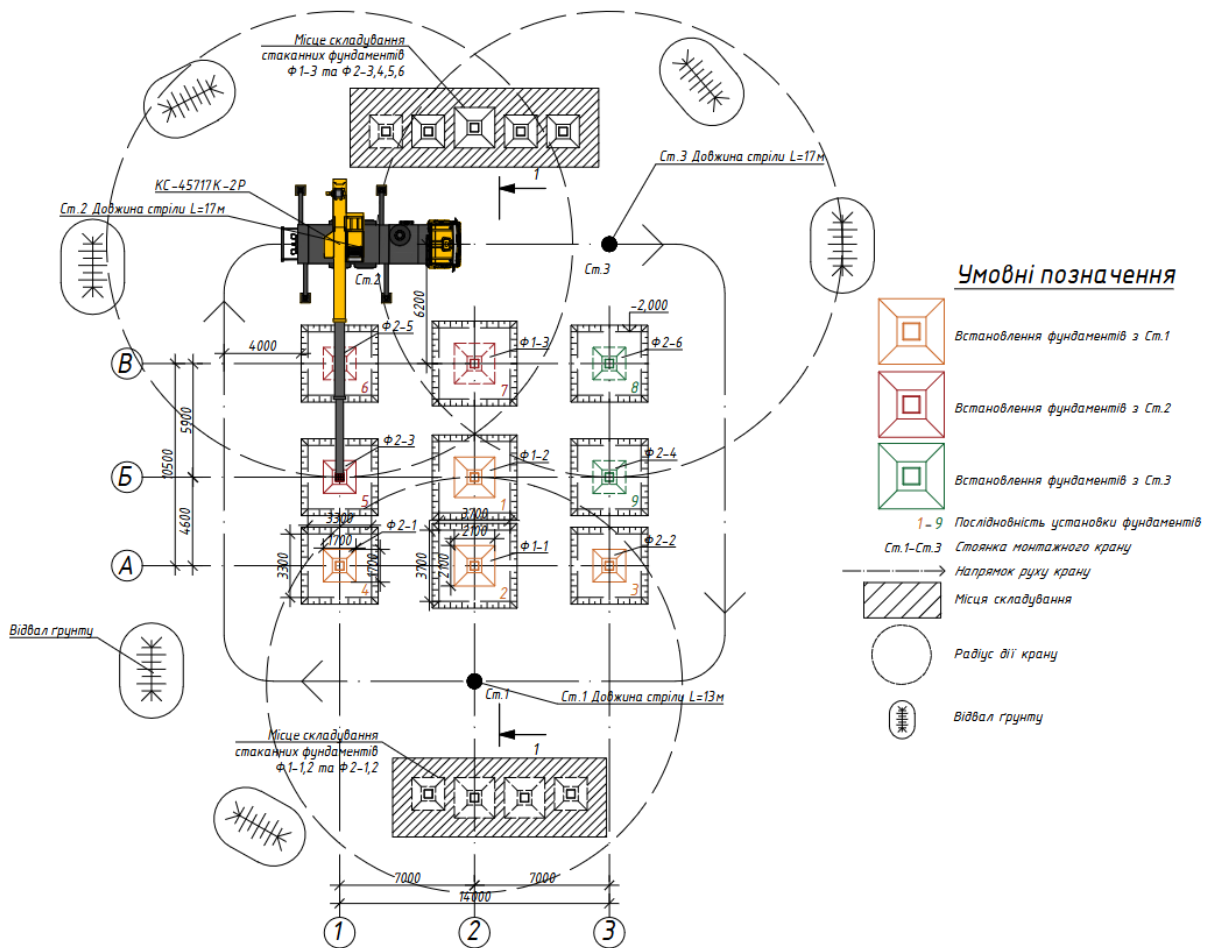 Місце складування
стаканних фундаментів
Ф1-3 та Ф2-3,4,5,6
Ст.3 Довжина стріли L=17м
КС-45717К-2Р
Ст.2 Довжина стріли L=17м
1
Ст.2
Ст.3
6200
-2,000
4000
Ф2-5
Ф1-3
Ф2-6
В
6
7
8
5900
10500
Ф2-3
Ф1-2
Ф2-4
Б
5
1
9
4600
3300
1700
Ф2-1
3700
2100
Ф1-1
Ф2-2
А
3300
1700
3700
2100
4
2
3
Відвал ґрунту
Ст.1
Ст.1 Довжина стрілу L=13м
Місце складування
стаканних фундаментів
Ф1-1,2 та Ф2-1,2
1
7000
7000
14000
1
2
3
Умовні позначення
Встановлення фундаментів з Ст.1
Встановлення фундаментів з Ст.2
Встановлення фундаментів з Ст.3
1-9 Послідновність установки фундаментів
Ст.1-Ст.3 Стоянка монтажного крану
Напрямок руху крану
Місця складування
Радіус дії крану
Відвал ґрунту